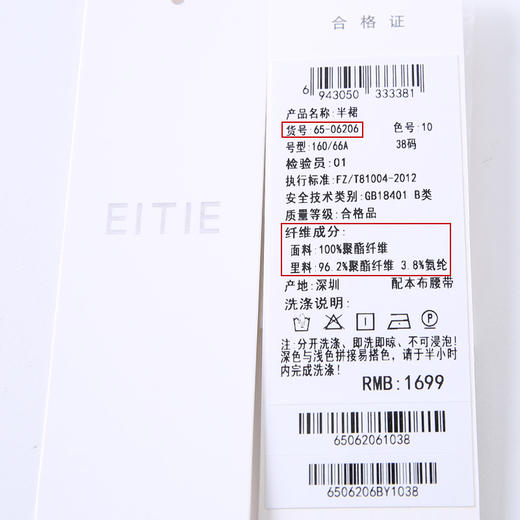 EITIE
合格证
6 943050 333381
产品名称:半裙
货号:65-06206 色号:10
号型:160/66A 38码
检验员:01
执行标准:FZ/T81004-2012
安全技术类别:GB18401 B类
质量等级:合格品
纤维成分:
面料:100%聚酯纤维
里料:96.2%聚酯纤维 3.8%氨纶
产地:深圳 配本布腰带
洗涤说明:
注:分开洗涤、即洗即晾、不可浸泡!
深色与浅色拼接易搭色,请于半小时
内完成洗涤!
RMB:1699
65062061038
6506206BY1038